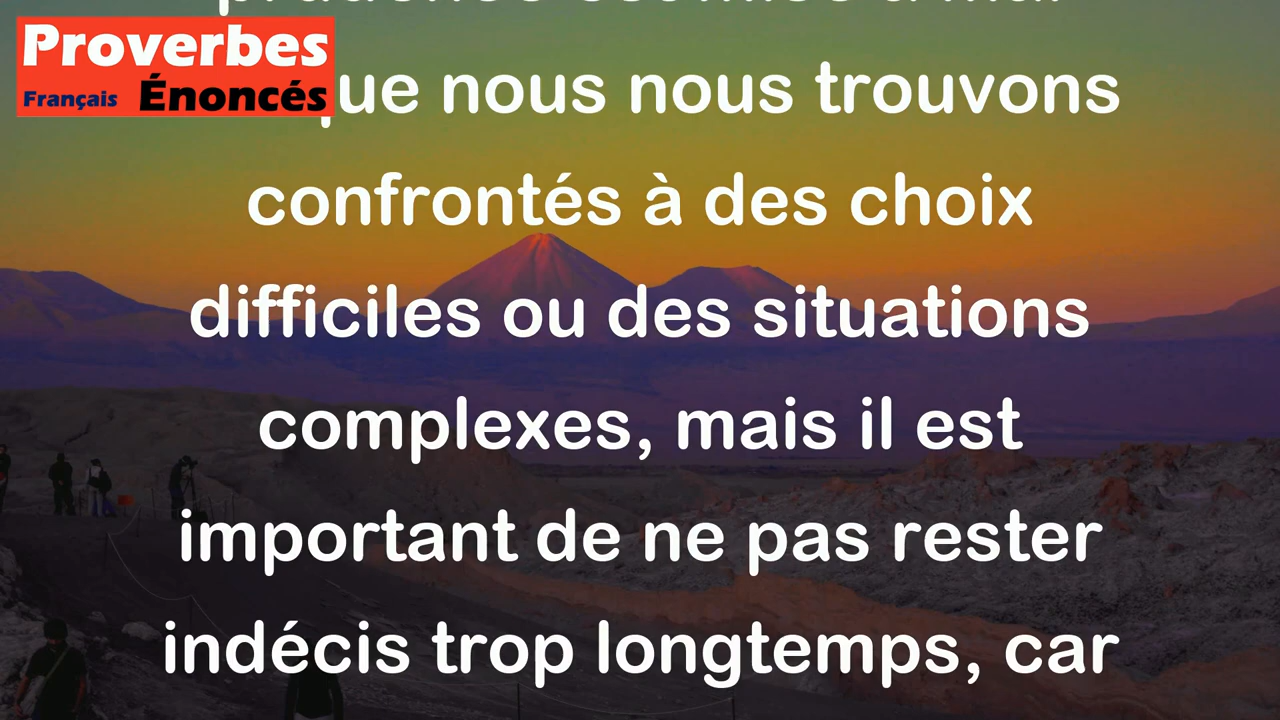 Proverbes
Français Énoncés
que nous nous trouvons
confrontés à des choix
difficiles ou des situations
complexes, mais il est
important de ne pas rester
indécis trop longtemps, car